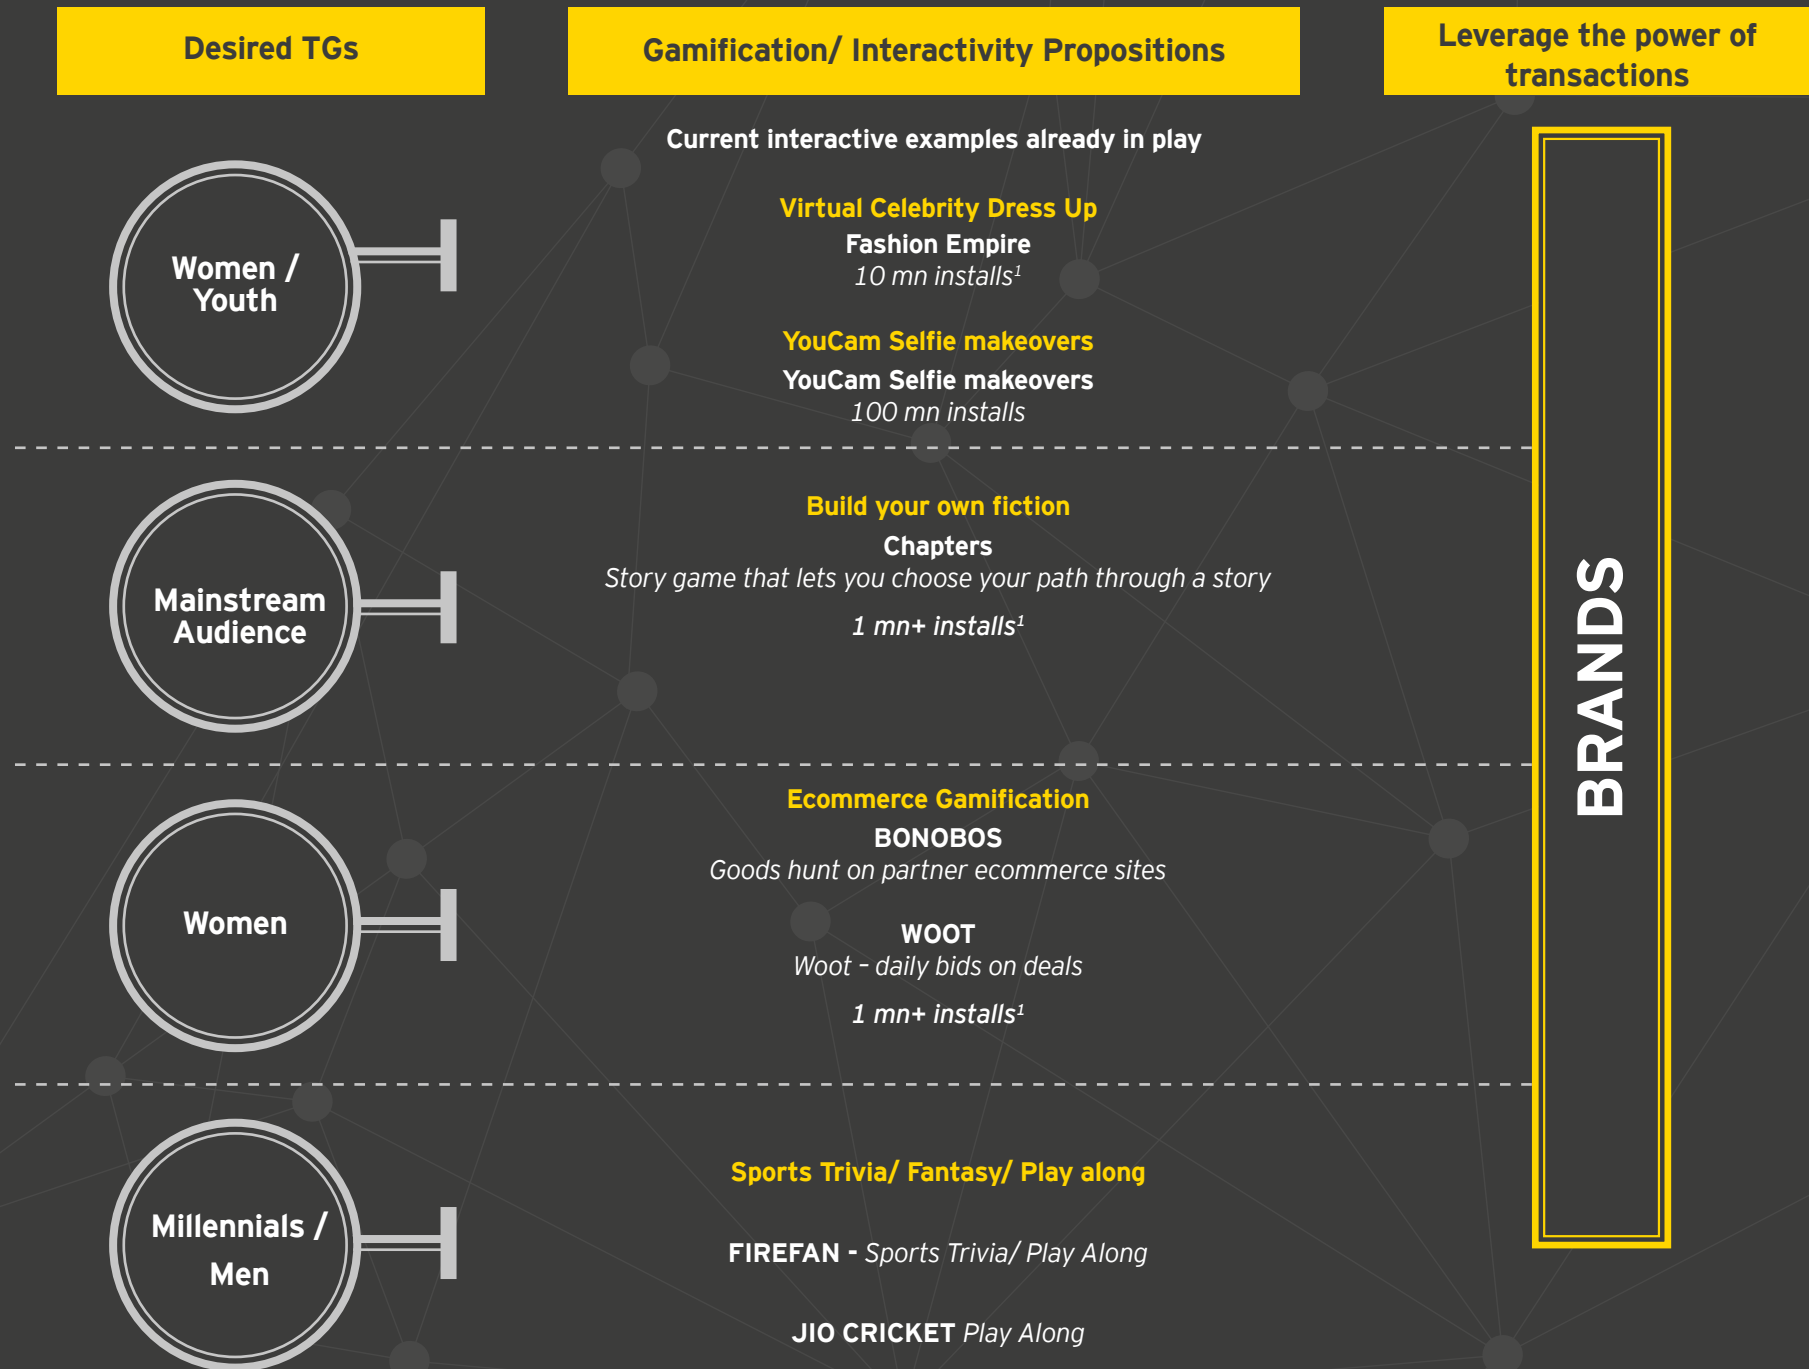 Desired TGs
Gamification/ Interactivity Propositions
Leverage the power of
transactions
Current interactive examples already in play
Women /
Youth
Virtual Celebrity Dress Up
Fashion Empire
10 mn installs¹
YouCam Selfie makeovers
YouCam Selfie makeovers
100 mn installs
Mainstream
Audience
Build your own fiction
Chapters
Story game that lets you choose your path through a story
1 mn+ installs¹
Women
Ecommerce Gamification
BONOBOS
Goods hunt on partner ecommerce sites
WOOT
Woot – daily bids on deals
1 mn+ installs¹
Millennials /
Men
Sports Trivia/ Fantasy/ Play along
FIREFAN - Sports Trivia/ Play Along
JIO CRICKET Play Along
BRANDS